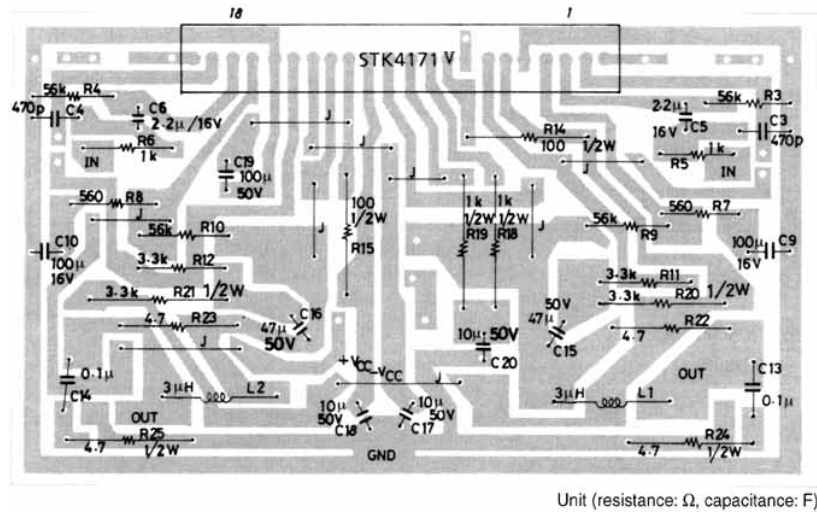 18
1
STK4171V
56k R4
470p C4
C6
2.2µ/16V
R6
1k
IN
C19
100µ
50V
J
J
J
R14
100 1/2W
J
2.2µ
16V
C5
56k R3
C3
470p
R5 1k
IN
560 R8
J
56k R10
C10
100µ
16V
3.3k R12
3.3k R21 1/2W
4.7 R23
J
J
100
1/2W
R15
1k 1k
1/2W 1/2W
R19 R18
J
560 R7
56k
R9
100µ
16V
C9
3.3k R11
3.3k R20 1/2W
4.7 R22
C16
47µ
50V
10µ 50V
C20
50V
47µ
C15
+VCC -VCC
J
0.1µ
C14
3µH L2
OUT
4.7 R25
1/2W
10µ
50V
C18
10µ
50V
C17
GND
3µH L1
OUT
C13
0.1µ
4.7 R24
1/2W
Unit (resistance: Ω, capacitance: F)